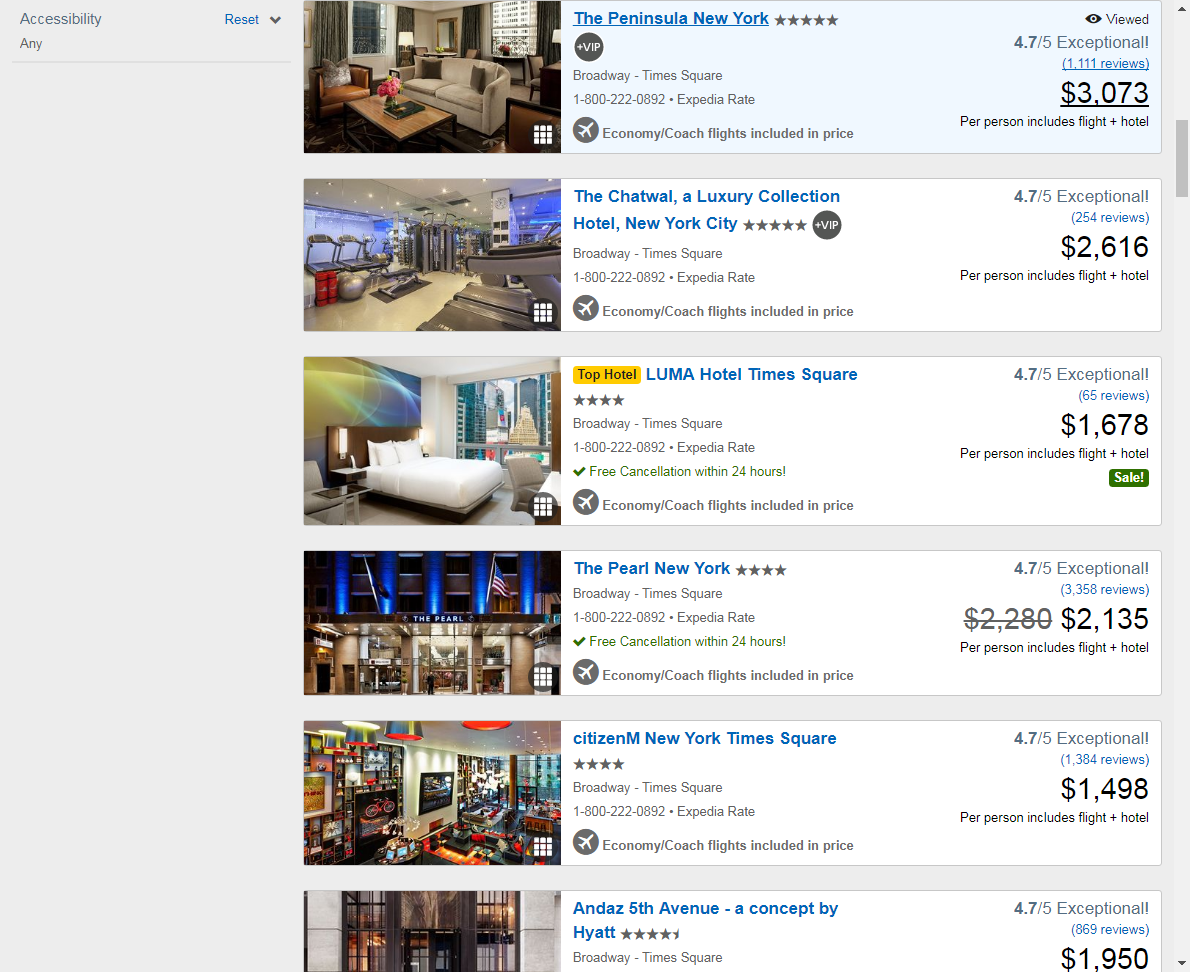 Accessibility
Reset
Any
The Peninsula New York
Viewed
+VIP
4.7/5 Exceptional!
(1,111 reviews)
Broadway - Times Square
$3,073
1-800-222-0892 • Expedia Rate
Per person includes flight + hotel
Economy/Coach flights included in price
The Chatwal, a Luxury Collection
Hotel, New York City
+VIP
4.7/5 Exceptional!
(254 reviews)
$2,616
Broadway - Times Square
1-800-222-0892 • Expedia Rate
Per person includes flight + hotel
Economy/Coach flights included in price
Top Hotel LUMA Hotel Times Square
4.7/5 Exceptional!
(65 reviews)
Broadway - Times Square
$1,678
1-800-222-0892 • Expedia Rate
Per person includes flight + hotel
Free Cancellation within 24 hours!
Sale!
Economy/Coach flights included in price
THE PEARL
The Pearl New York
4.7/5 Exceptional!
(3,358 reviews)
Broadway - Times Square
$2,280 $2,135
1-800-222-0892 • Expedia Rate
Free Cancellation within 24 hours!
Per person includes flight + hotel
Economy/Coach flights included in price
citizenM New York Times Square
4.7/5 Exceptional!
(1,384 reviews)
Broadway - Times Square
$1,498
1-800-222-0892 • Expedia Rate
Per person includes flight + hotel
Economy/Coach flights included in price
Andaz 5th Avenue - a concept by
Hyatt
4.7/5 Exceptional!
(869 reviews)
Broadway - Times Square
$1,950